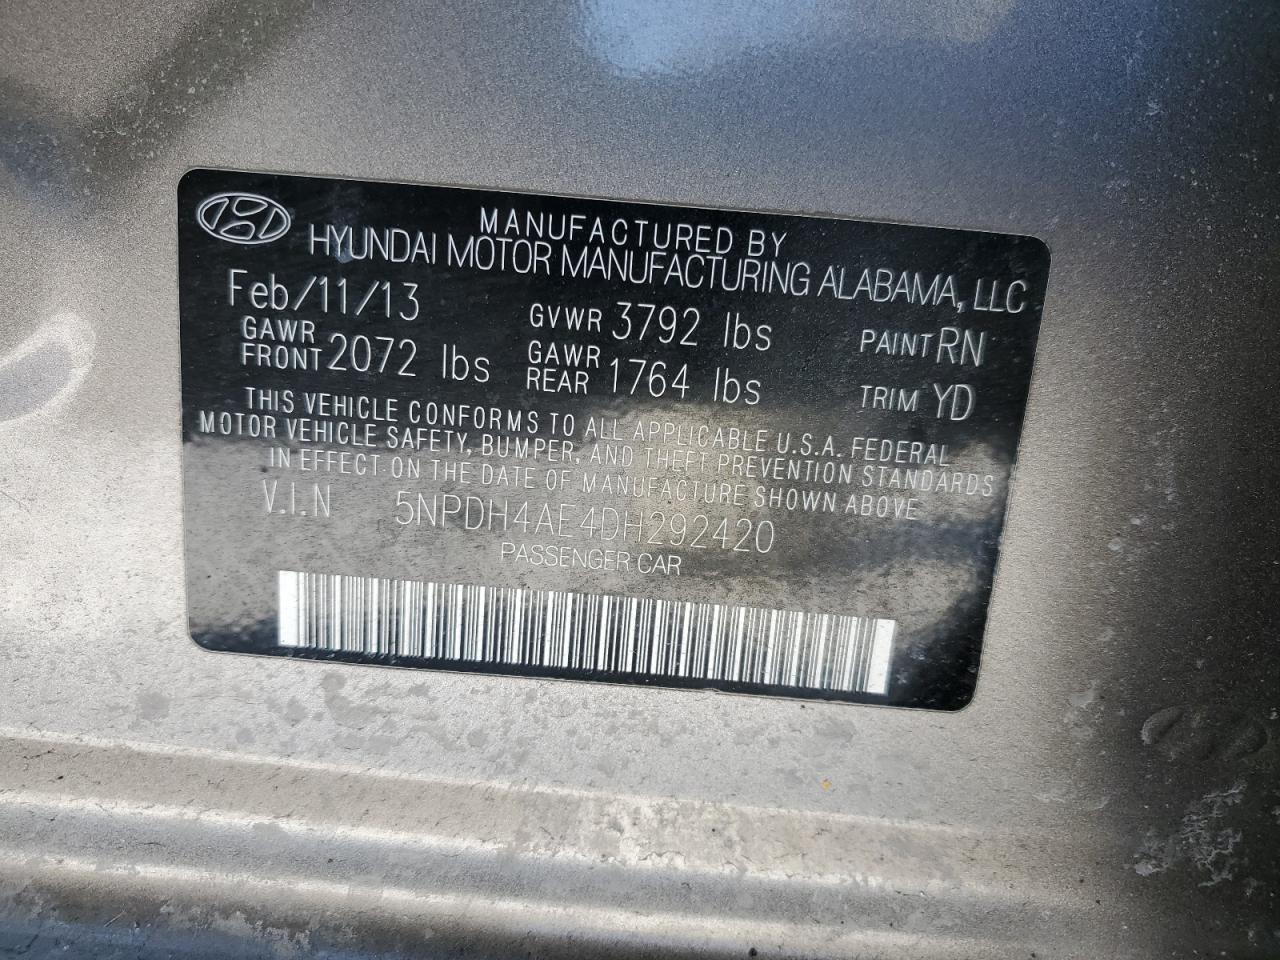 MANUFACTURED BY
HYUNDAI MOTOR MANUFACTURING ALABAMA, LLC
Feb/11/13 GVWR 3792 lbs PAINT RN
GAWR FRONT 2072 lbs GAWR REAR 1764 lbs TRIM YD
THIS VEHICLE CONFORMS TO ALL APPLICABLE U.S.A. FEDERAL
MOTOR VEHICLE SAFETY, BUMPER, AND THEFT PREVENTION STANDARDS
IN EFFECT ON THE DATE OF MANUFACTURE SHOWN ABOVE
V.I.N 5NPDH4AE4DH292420
PASSENGER CAR